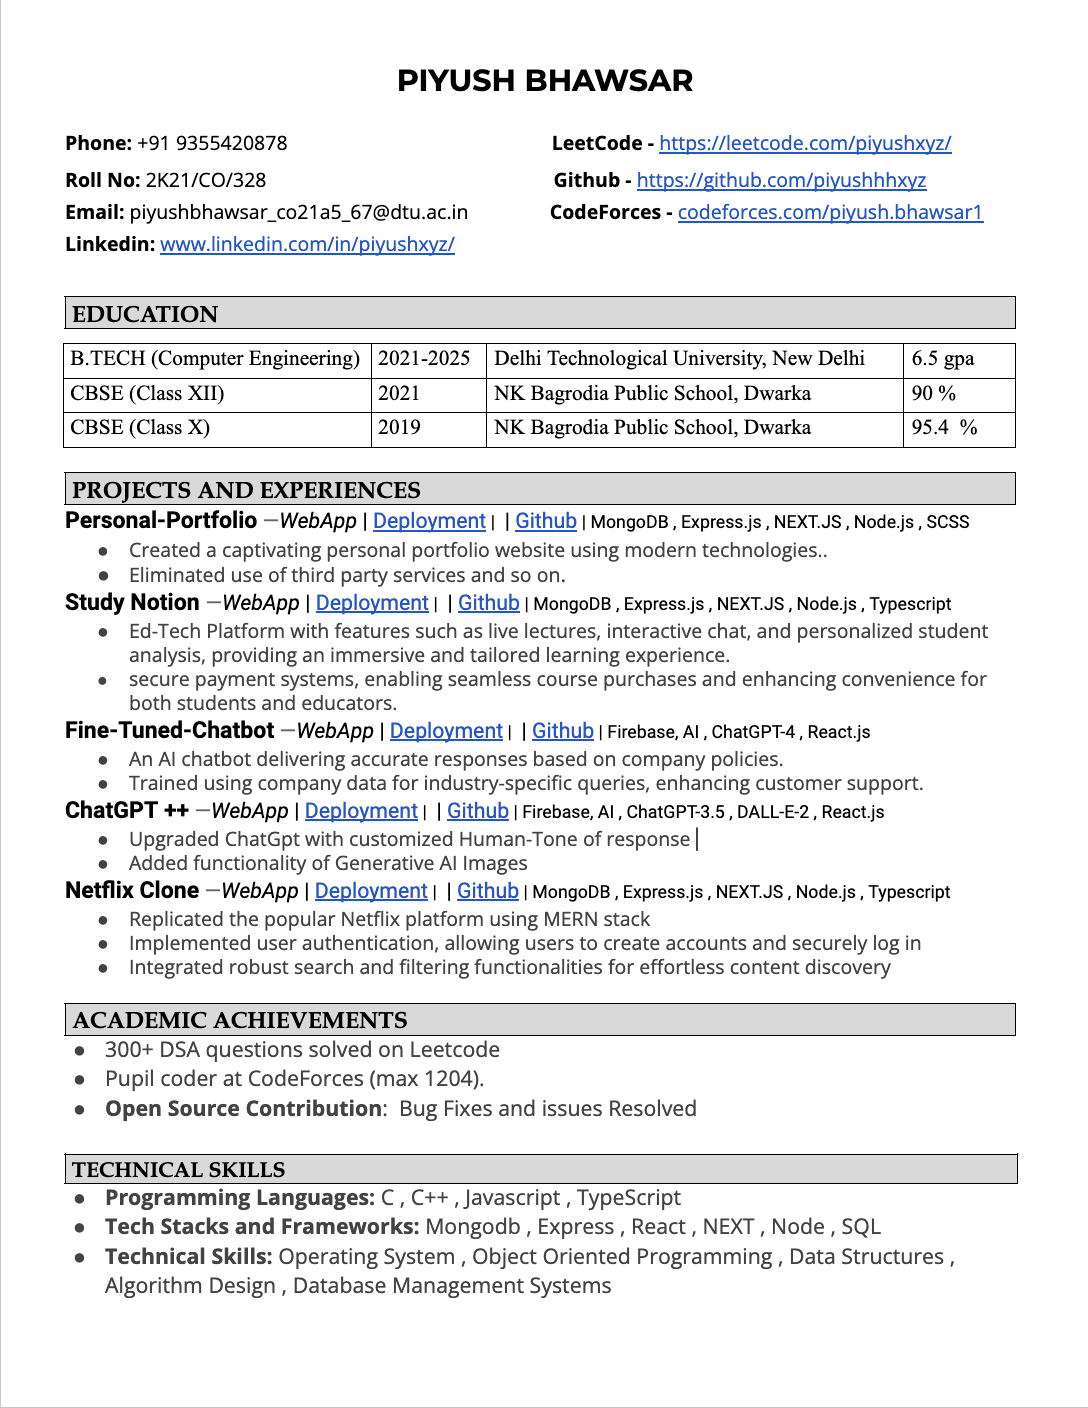 PIYUSH BHAWSAR
Phone: +91 9355420878
LeetCode - https://leetcode.com/piyushxyz/
Roll No: 2K21/CO/328
Github - https://github.com/piyushhhxyz
Email: piyushbhawsar_co21a5_67@dtu.ac.in
CodeForces - codeforces.com/piyush.bhawsar1
Linkedin: www.linkedin.com/in/piyushxyz/
EDUCATION
B.TECH (Computer Engineering) 2021-2025 Delhi Technological University, New Delhi 6.5 gpa
CBSE (Class XII) 2021 NK Bagrodia Public School, Dwarka 90 %
CBSE (Class X) 2019 NK Bagrodia Public School, Dwarka 95.4 %
PROJECTS AND EXPERIENCES
Personal-Portfolio —WebApp | Deployment | | Github | MongoDB , Express.js , NEXT.JS , Node.js , SCSS
● Created a captivating personal portfolio website using modern technologies..
● Eliminated use of third party services and so on.
Study Notion —WebApp | Deployment | | Github | MongoDB , Express.js , NEXT.JS , Node.js , Typescript
● Ed-Tech Platform with features such as live lectures, interactive chat, and personalized student
analysis, providing an immersive and tailored learning experience.
● secure payment systems, enabling seamless course purchases and enhancing convenience for
both students and educators.
Fine-Tuned-Chatbot —WebApp | Deployment | | Github | Firebase, AI , ChatGPT-4 , React.js
● An AI chatbot delivering accurate responses based on company policies.
● Trained using company data for industry-specific queries, enhancing customer support.
ChatGPT ++ —WebApp | Deployment | | Github | Firebase, AI , ChatGPT-3.5 , DALL-E-2 , React.js
● Upgraded ChatGpt with customized Human-Tone of response
● Added functionality of Generative AI Images
Netflix Clone —WebApp | Deployment | | Github | MongoDB , Express.js , NEXT.JS , Node.js , Typescript
● Replicated the popular Netflix platform using MERN stack
● Implemented user authentication, allowing users to create accounts and securely log in
● Integrated robust search and filtering functionalities for effortless content discovery
ACADEMIC ACHIEVEMENTS
● 300+ DSA questions solved on Leetcode
● Pupil coder at CodeForces (max 1204).
● Open Source Contribution: Bug Fixes and issues Resolved
TECHNICAL SKILLS
● Programming Languages: C , C++ , Javascript , TypeScript
● Tech Stacks and Frameworks: Mongodb , Express , React , NEXT , Node , SQL
● Technical Skills: Operating System , Object Oriented Programming , Data Structures ,
Algorithm Design , Database Management Systems